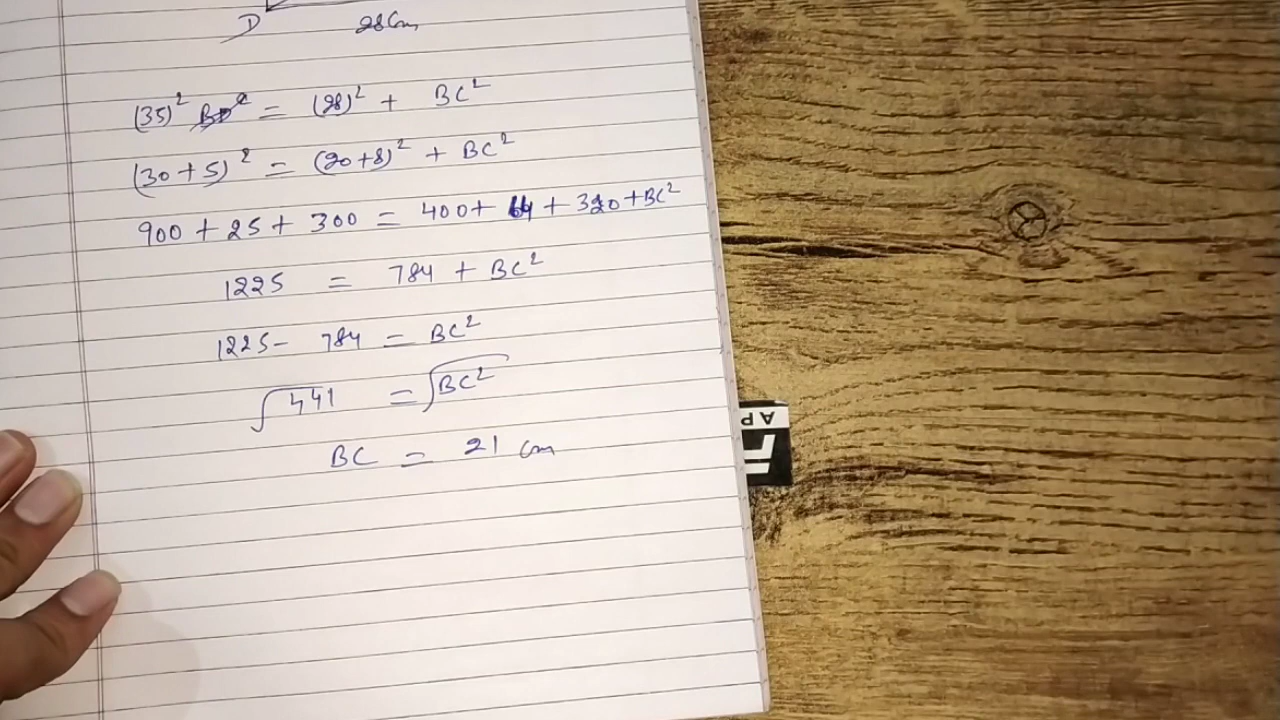 D 28cm
(35)² = (28)² + BC²
(30+5)² = (20+8)² + BC²
900 + 25 + 300 = 400 + 64 + 320 + BC²
1225 = 784 + BC²
1225 - 784 = BC²
√441 = √BC²
BC = 21 cm
AP